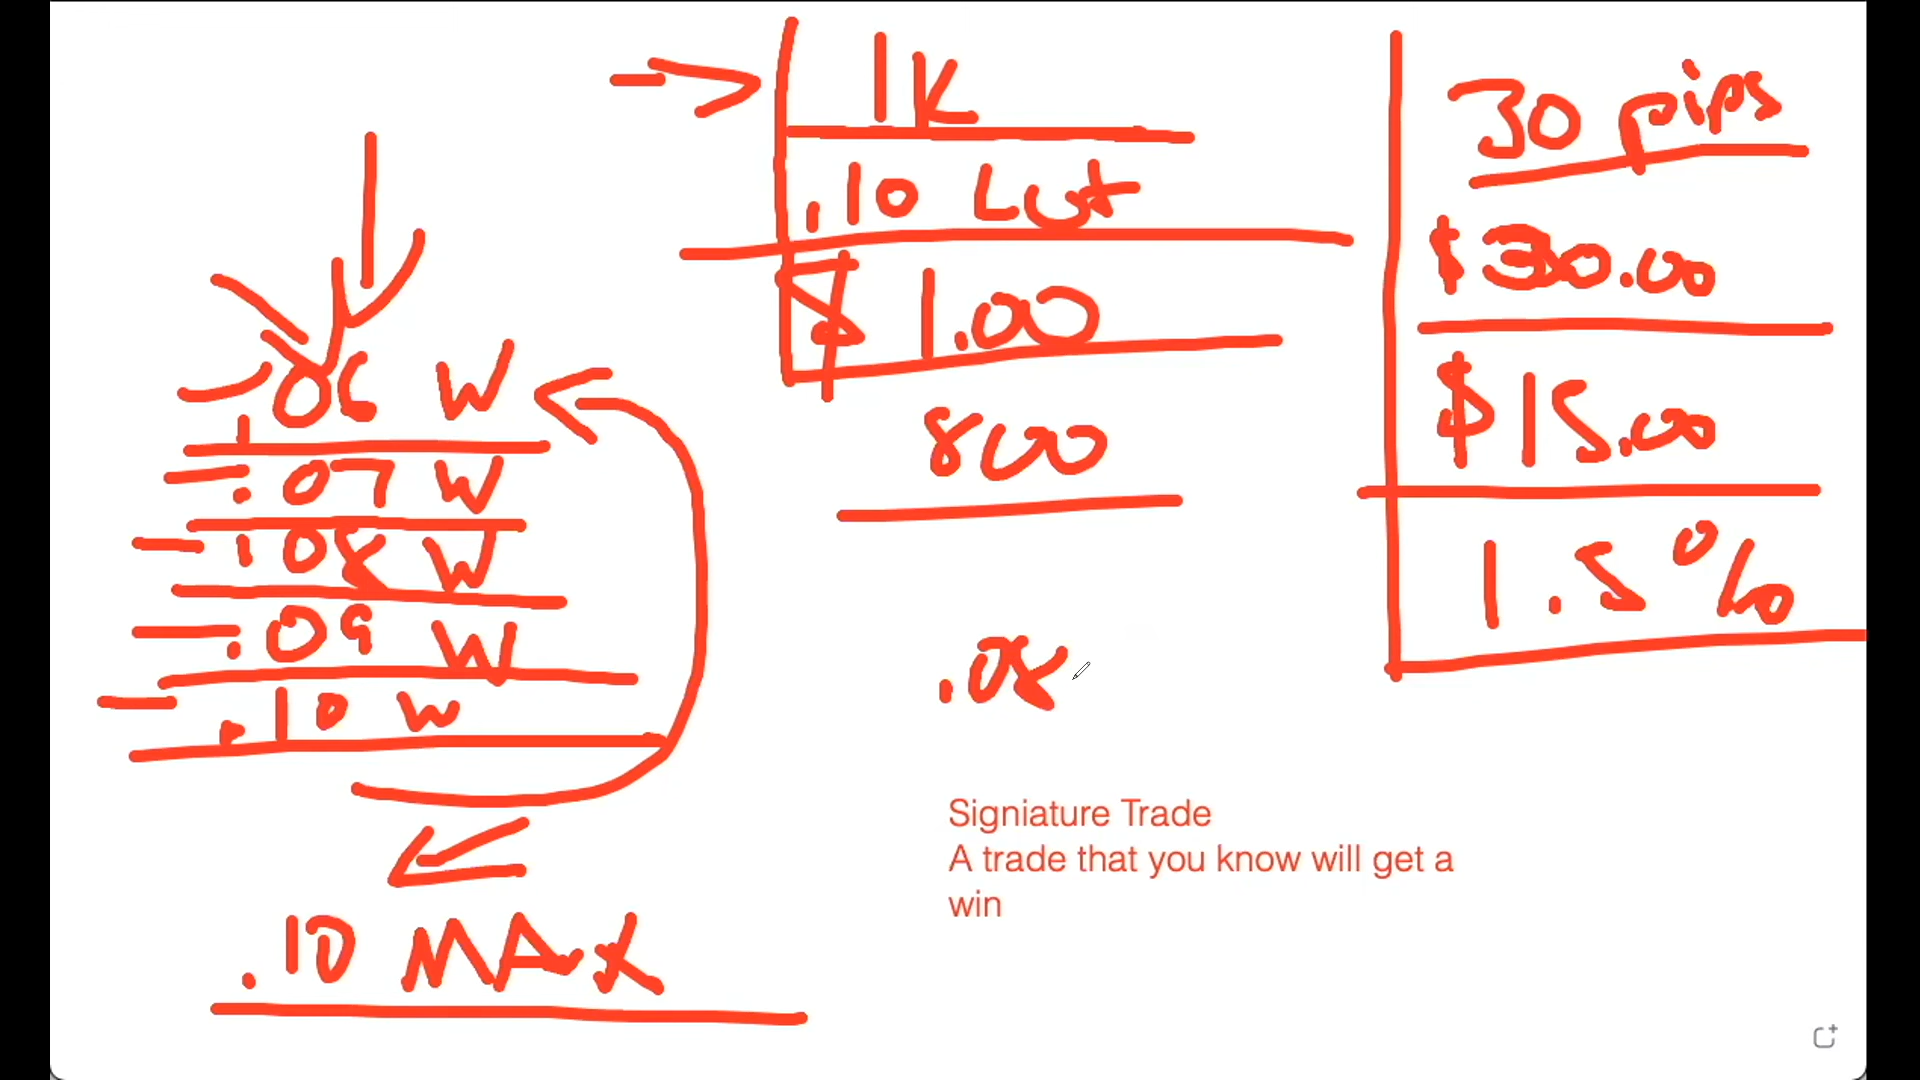 1K
.10 Lot
$ 1.00
800
.08
30 pips
$30.00
$15.00
1.5%
.06 W
.07 W
.08 W
.09 W
.10 W
.10 MAX
Signiature Trade
A trade that you know will get a
win